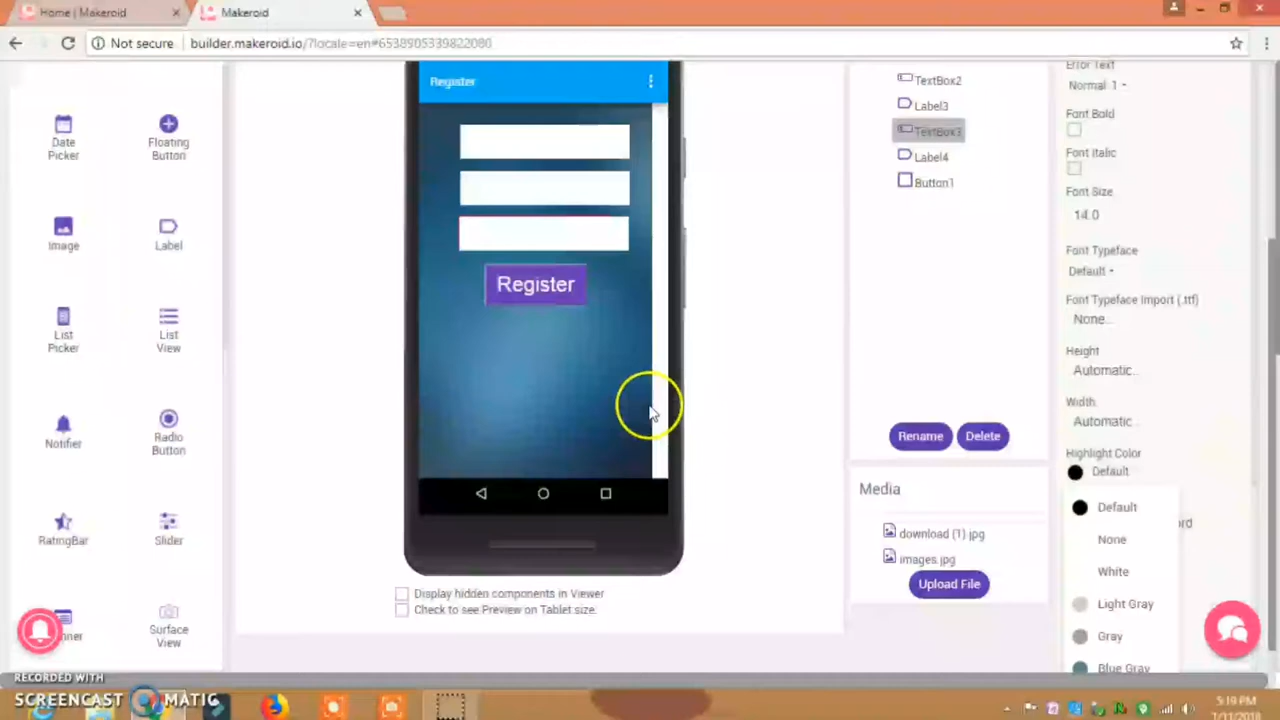 Home | Makeroid
Makeroid
Not secure
builder.makeroid.io/?locale=en#6538905339822080
Date
Picker
Floating
Button
Image
Label
List
Picker
List
View
Notifier
Radio
Button
RatingBar
Slider
Surface
View
Register
Register
Display hidden components in Viewer
Check to see Preview on Tablet size.
TextBox2
Label3
TextBox3
Label4
Button1
Rename
Delete
Media
download (1).jpg
images.jpg
Upload File
Error Text
Normal 1
Font Bold
Font Italic
Font Size
14.0
Font Typeface
Default
Font Typeface Import (.ttf)
None...
Height
Automatic...
Width
Automatic...
Highlight Color
Default
Default
None
White
Light Gray
Gray
Blue Gray
RECORDED WITH
SCREENCAST MATIC
5:19 PM